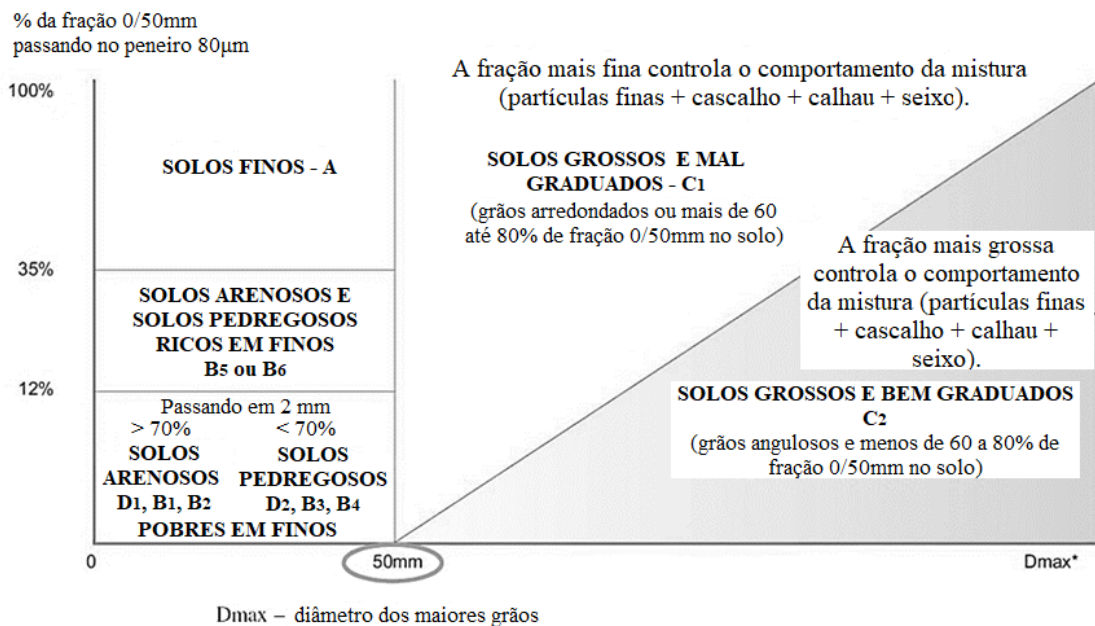 % da fração 0/50mm
passando no peneiro 80µm
100%
35%
12%
SOLOS FINOS - A
SOLOS ARENOSOS E
SOLOS PEDREGOSOS
RICOS EM FINOS
B5 ou B6
Passando em 2 mm
> 70%
SOLOS
ARENOSOS
D1, B1, B2
< 70%
SOLOS
PEDREGOSOS
D2, B3, B4
POBRES EM FINOS
A fração mais fina controla o comportamento da mistura
(partículas finas + cascalho + calhau + seixo).
SOLOS GROSSOS E MAL
GRADUADOS - C1
(grãos arredondados ou mais de 60
até 80% de fração 0/50mm no solo)
A fração mais grossa
controla o comportamento
da mistura (partículas finas
+ cascalho + calhau +
seixo).
SOLOS GROSSOS E BEM GRADUADOS
C2
(grãos angulosos e menos de 60 a 80% de
fração 0/50mm no solo)
0
50mm
Dmax*
Dmax – diâmetro dos maiores grãos